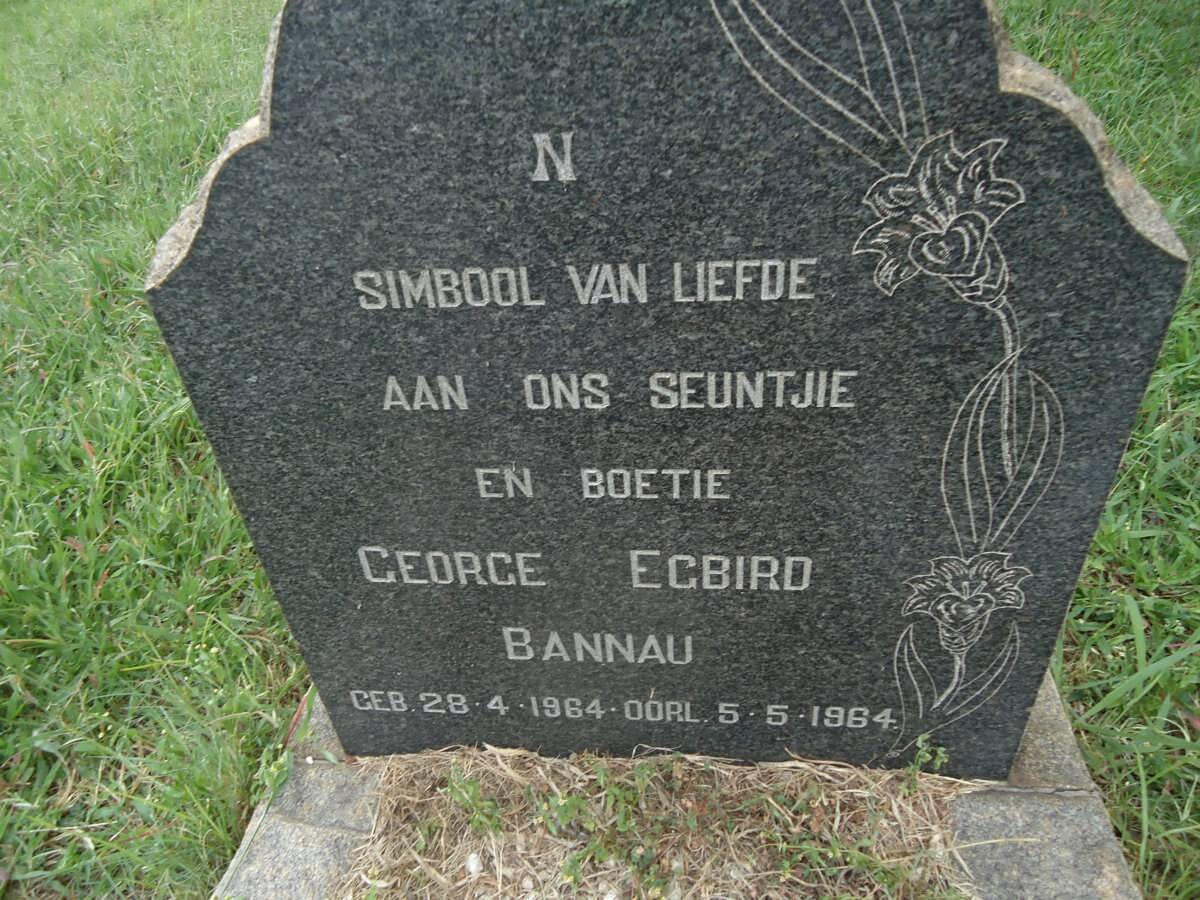 N
SIMBOOL VAN LIEFDE
AAN ONS SEUNTJIE
EN BOETIE
GEORGE EGBIRD
BANNAU
GEB. 28·4·1964·OORL. 5·5·1964.